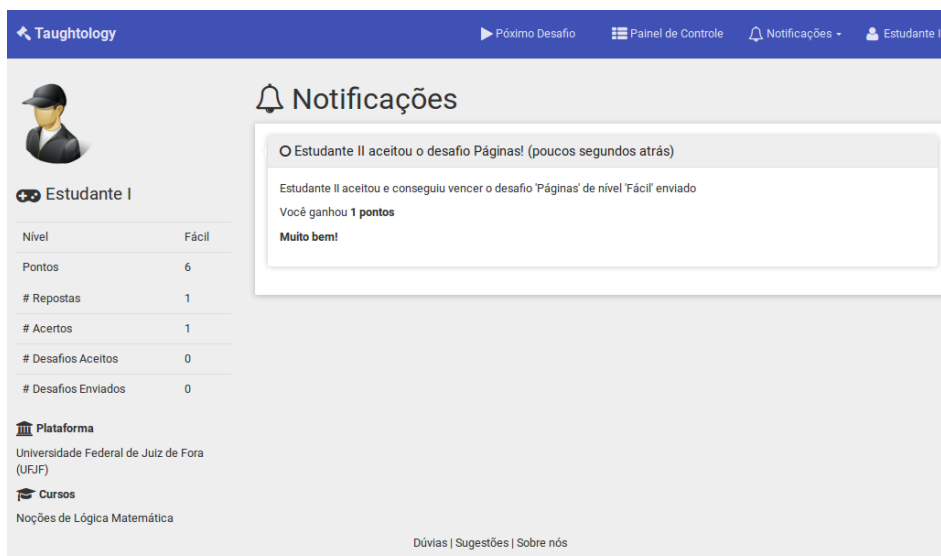 Taughtology
Póximo Desafio
Painel de Controle
Notificações
Estudante I
Notificações
Estudante II aceitou o desafio Páginas! (poucos segundos atrás)
Estudante II aceitou e conseguiu vencer o desafio 'Páginas' de nível 'Fácil' enviado
Você ganhou 1 pontos
Muito bem!
Estudante I
Nível Fácil
Pontos 6
# Repostas 1
# Acertos 1
# Desafios Aceitos 0
# Desafios Enviados 0
Plataforma
Universidade Federal de Juiz de Fora
(UFJF)
Cursos
Noções de Lógica Matemática
Dúvias | Sugestões | Sobre nós